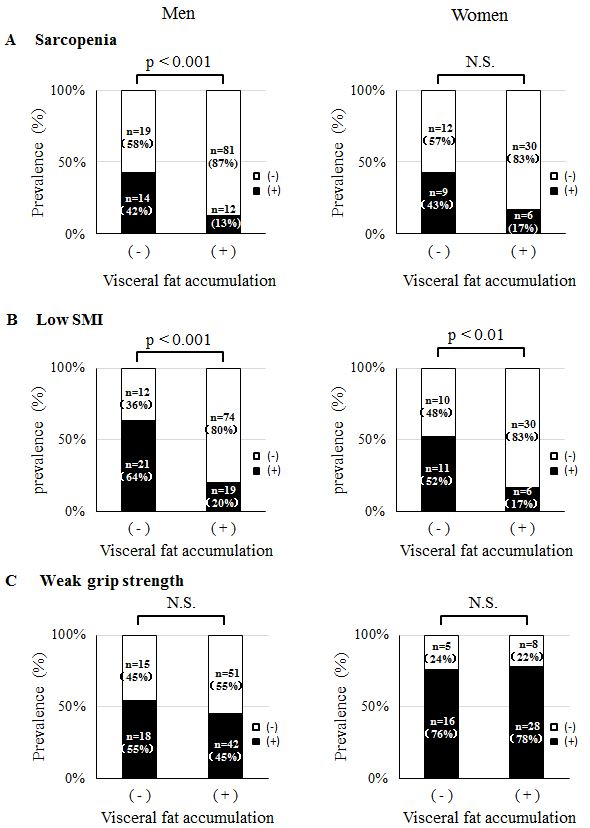 Men
Women
A Sarcopenia
p < 0.001
N.S.
100%
50%
0%
Prevalence (%)
n=19
(58%)
n=14
(42%)
n=81
(87%)
n=12
(13%)
(-)
(+)
( - )
( + )
Visceral fat accumulation
100%
50%
0%
Prevalence (%)
n=12
(57%)
n=9
(43%)
n=30
(83%)
n=6
(17%)
(-)
(+)
( - )
( + )
Visceral fat accumulation
B Low SMI
p < 0.001
p < 0.01
100%
50%
0%
prevalence (%)
n=12
(36%)
n=21
(64%)
n=74
(80%)
n=19
(20%)
(-)
(+)
( - )
( + )
Visceral fat accumulation
100%
50%
0%
Prevalence (%)
n=10
(48%)
n=11
(52%)
n=30
(83%)
n=6
(17%)
(-)
(+)
( - )
( + )
Visceral fat accumulation
C Weak grip strength
N.S.
N.S.
100%
50%
0%
Prevalence (%)
n=15
(45%)
n=18
(55%)
n=51
(55%)
n=42
(45%)
(-)
(+)
( - )
( + )
Visceral fat accumulation
100%
50%
0%
Prevalence (%)
n=5
(24%)
n=16
(76%)
n=8
(22%)
n=28
(78%)
(-)
(+)
( - )
( + )
Visceral fat accumulation